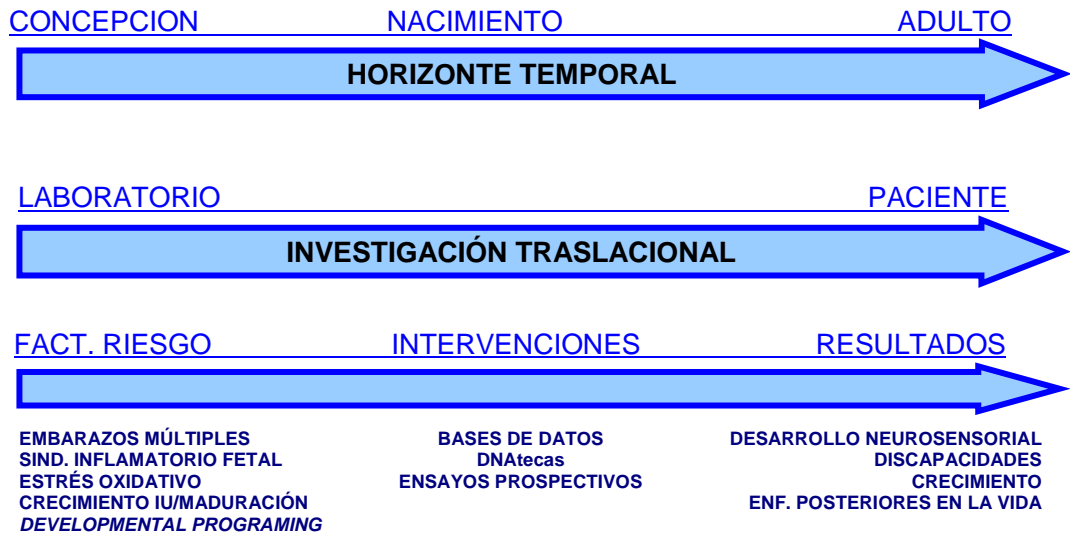 CONCEPCION NACIMIENTO ADULTO
HORIZONTE TEMPORAL
LABORATORIO PACIENTE
INVESTIGACIÓN TRASLACIONAL
FACT. RIESGO INTERVENCIONES RESULTADOS
EMBARAZOS MÚLTIPLES BASES DE DATOS DESARROLLO NEUROSENSORIAL
SIND. INFLAMATORIO FETAL DNAtecas DISCAPACIDADES
ESTRÉS OXIDATIVO ENSAYOS PROSPECTIVOS CRECIMIENTO
CRECIMIENTO IU/MADURACIÓN ENF. POSTERIORES EN LA VIDA
DEVELOPMENTAL PROGRAMING